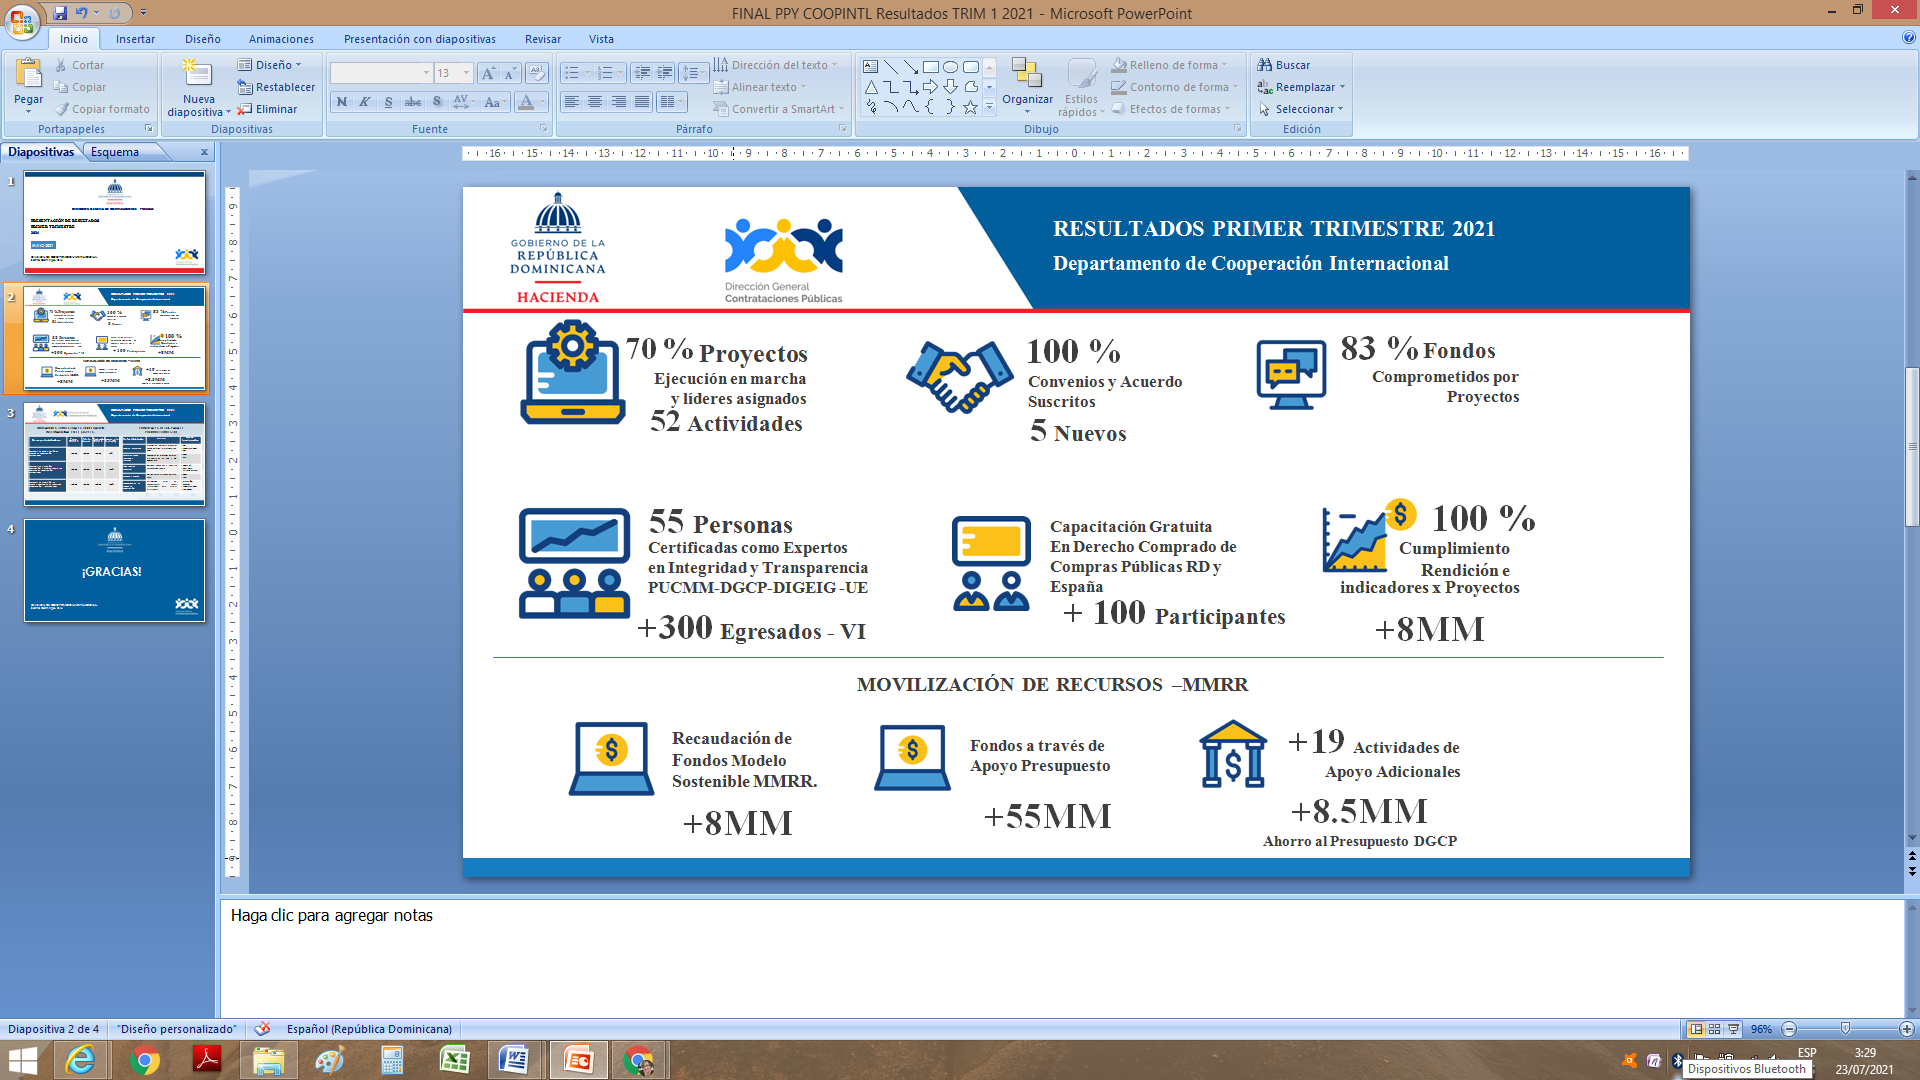 FINAL PPY COOPINTL Resultados TRIM 1 2021 - Microsoft PowerPoint
Inicio
Insertar
Diseño
Animaciones
Presentación con diapositivas
Revisar
Vista
Pegar
Cortar
Copiar
Copiar formato
Portapapeles
Nueva
diapositiva
Diseño
Restablecer
Eliminar
Diapositivas
13
Fuente
Dirección del texto
Alinear texto
Convertir a SmartArt
Párrafo
Organizar
Estilos
rápidos
Relleno de forma
Contorno de forma
Efectos de formas
Dibujo
Buscar
Reemplazar
Seleccionar
Edición
Diapositivas
Esquema
1
2
3
4
¡GRACIAS!
GOBIERNO DE LA
REPÚBLICA
DOMINICANA
HACIENDA
Dirección General
Contrataciones Públicas
RESULTADOS PRIMER TRIMESTRE 2021
Departamento de Cooperación Internacional
70 % Proyectos
Ejecución en marcha
y líderes asignados
52 Actividades
100 %
Convenios y Acuerdo
Suscritos
5 Nuevos
83 % Fondos
Comprometidos por
Proyectos
55 Personas
Certificadas como Expertos
en Integridad y Transparencia
PUCMM-DGCP-DIGEIG -UE
+300 Egresados - VI
Capacitación Gratuita
En Derecho Comprado de
Compras Públicas RD y
España
+ 100 Participantes
100 %
Cumplimiento
Rendición e
indicadores x Proyectos
+8MM
MOVILIZACIÓN DE RECURSOS –MMRR
Recaudación de
Fondos Modelo
Sostenible MMRR.
+8MM
Fondos a través de
Apoyo Presupuesto
+55MM
+19 Actividades de
Apoyo Adicionales
+8.5MM
Ahorro al Presupuesto DGCP
Haga clic para agregar notas
Diapositiva 2 de 4
"Diseño personalizado"
Español (República Dominicana)
96%
ESP
3:29
23/07/2021
Dispositivos Bluetooth